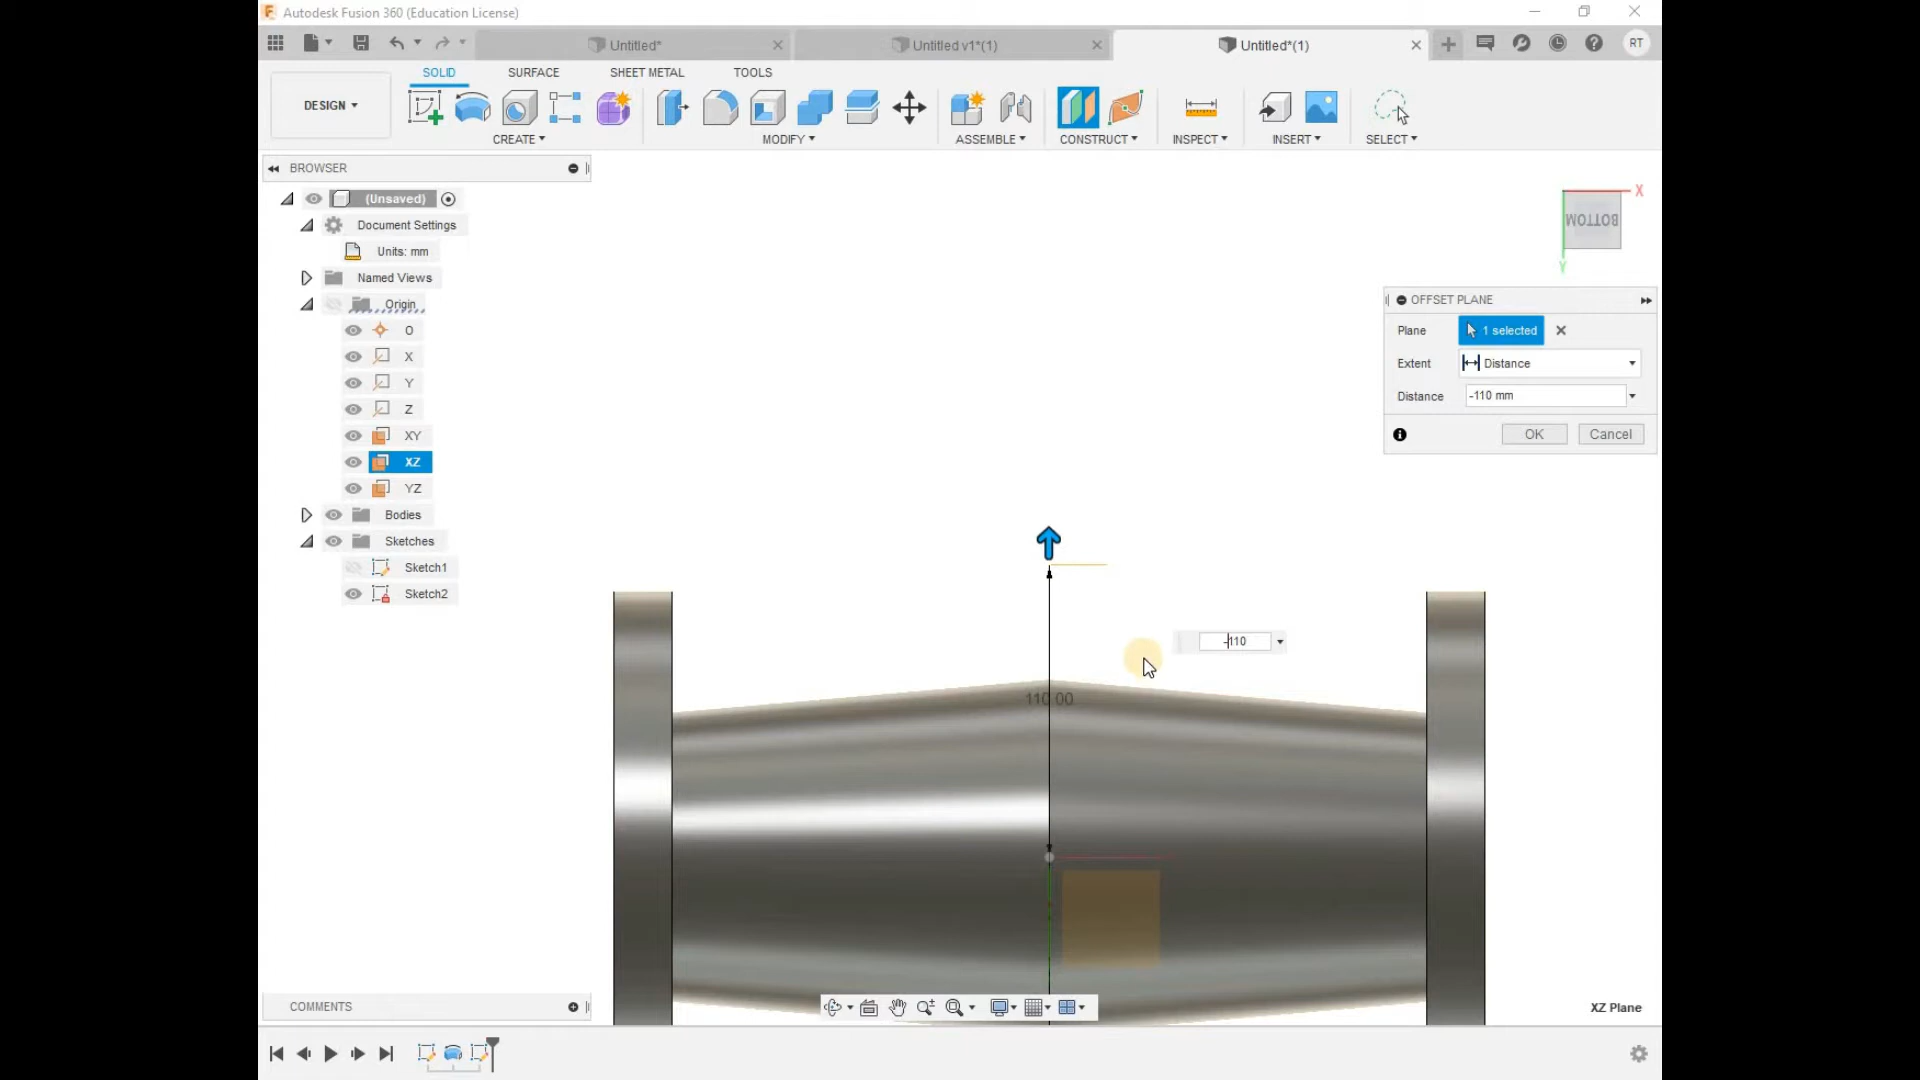 Autodesk Fusion 360 (Education License)
Untitled*
Untitled v1*(1)
Untitled*(1)
RT
DESIGN
SOLID
SURFACE
SHEET METAL
TOOLS
CREATE
MODIFY
ASSEMBLE
CONSTRUCT
INSPECT
INSERT
SELECT
BROWSER
(Unsaved)
Document Settings
Units: mm
Named Views
Origin
O
X
Y
Z
XY
XZ
YZ
Bodies
Sketches
Sketch1
Sketch2
X
BOTTOM
Y
OFFSET PLANE
Plane
1 selected
Extent
Distance
Distance
-110 mm
OK
Cancel
-110
110.00
COMMENTS
XZ Plane